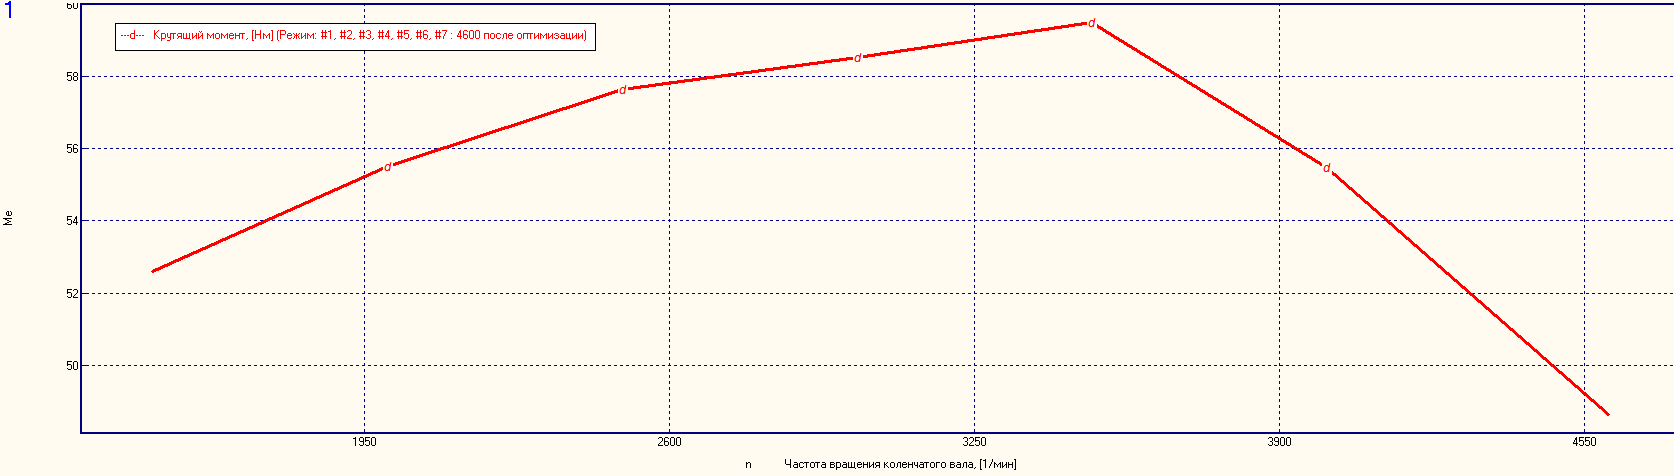 1
60
---d--- Крутящий момент, [Нм] (Режим: #1, #2, #3, #4, #5, #6, #7 : 4600 после оптимизации)
58
56
54
52
50
Me
d
d
d
d
d
1950 2600 3250 3900 4550
n Частота вращения коленчатого вала, [1/мин]